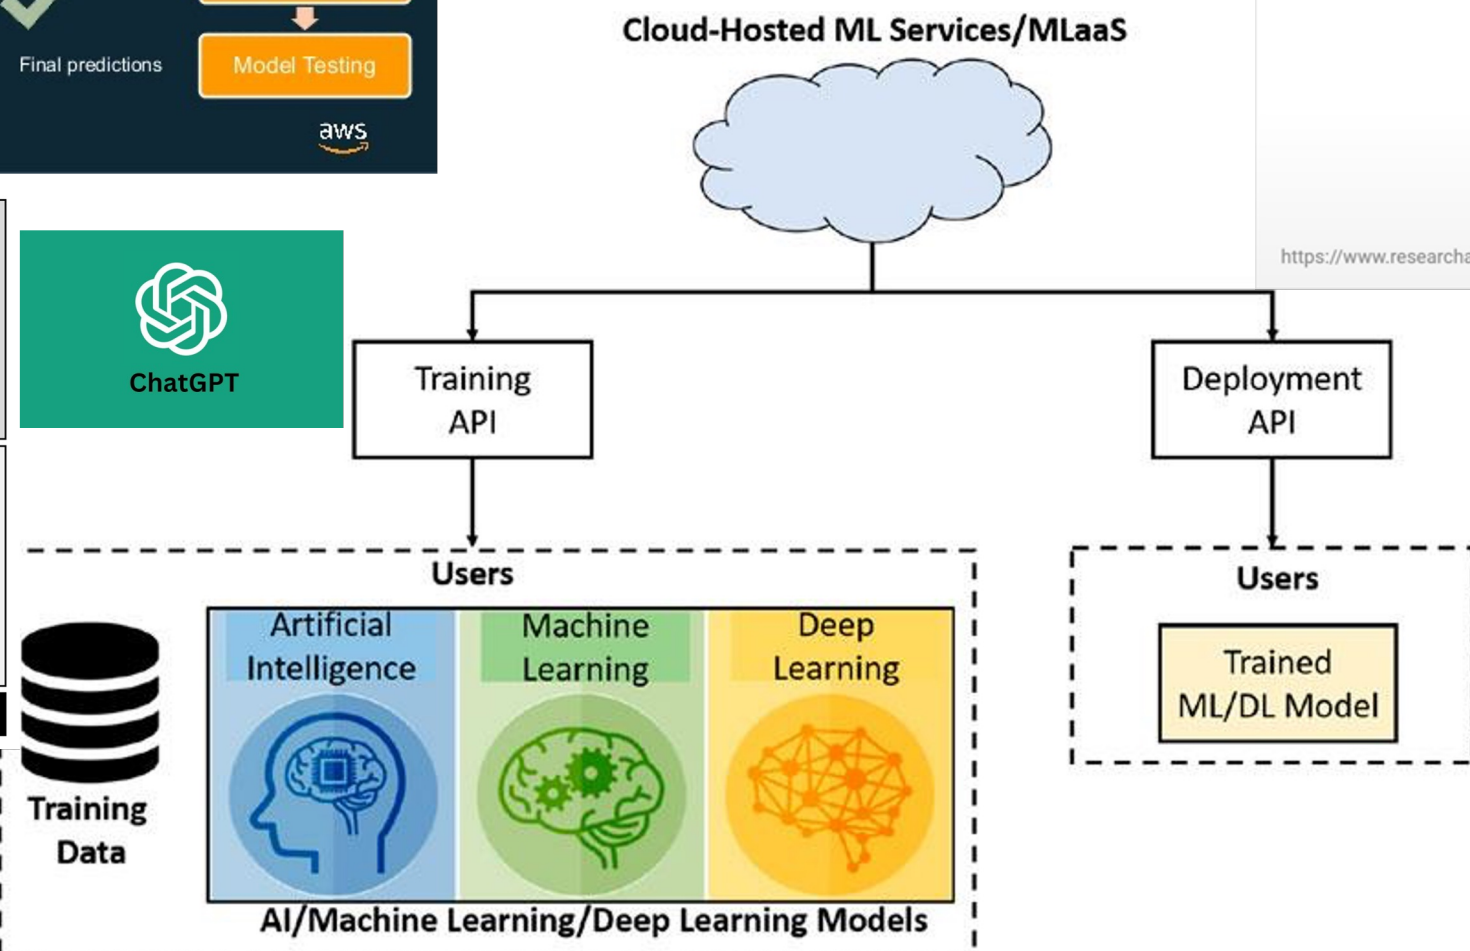 Final predictions
Model Testing
aws
Cloud-Hosted ML Services/MLaaS
https://www.researcha
ChatGPT
Training
API
Deployment
API
Users
Artificial
Intelligence
Machine
Learning
Deep
Learning
Training
Data
AI/Machine Learning/Deep Learning Models
Users
Trained
ML/DL Model